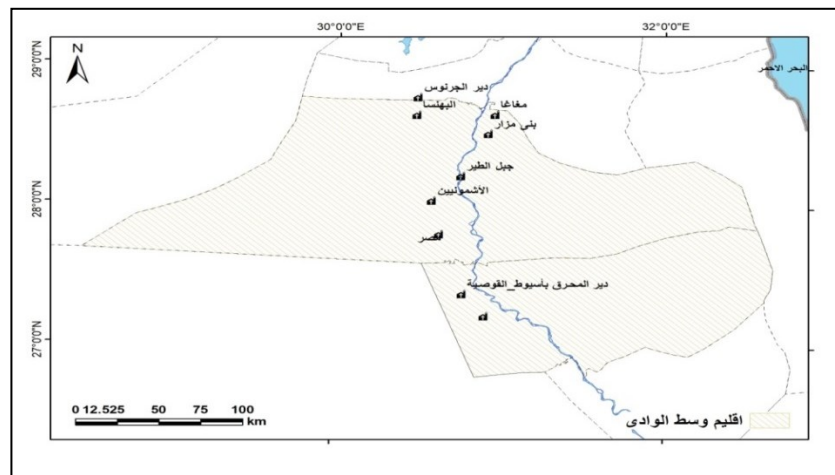 30°0'0"E
32°0'0"E
N
29°0'0"N
البحر الاحمر
دير الجرنوس
البهنسا
مغاغا
بنى مزار
جبل الطير
28°0'0"N
الأشمونيين
دير المحرق بأسيوط_القوصية
27°0'0"N
0 12.525 50 75 100
km
اقليم وسط الوادى